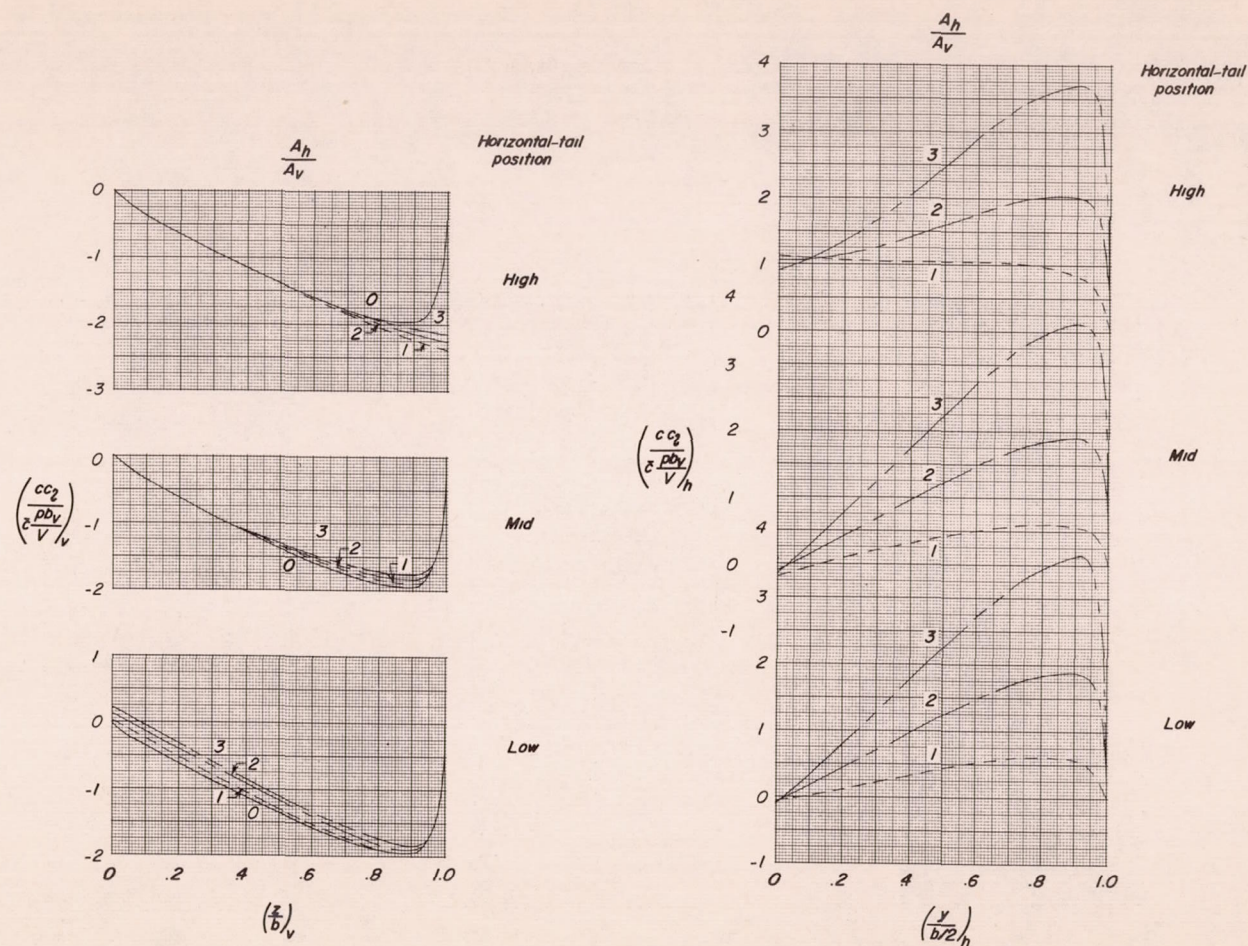 A_h/A_v
Horizontal-tail
position
0
-1
-2
-3
0
3
2
1
High
0
-1
-2
(cc_l / (c̄ pb_v/V))_v
3
2
1
0
Mid
1
0
-1
-2
3
2
1
0
Low
0 .2 .4 .6 .8 1.0
(z/b)_v
A_h/A_v
Horizontal-tail
position
4
3
2
1
0
3
2
1
High
4
3
2
1
0
-1
(cc_l / (c̄ pb_v/V))_h
3
2
1
Mid
4
3
2
1
0
-1
3
2
1
Low
0 .2 .4 .6 .8 1.0
(y/b/2)_h